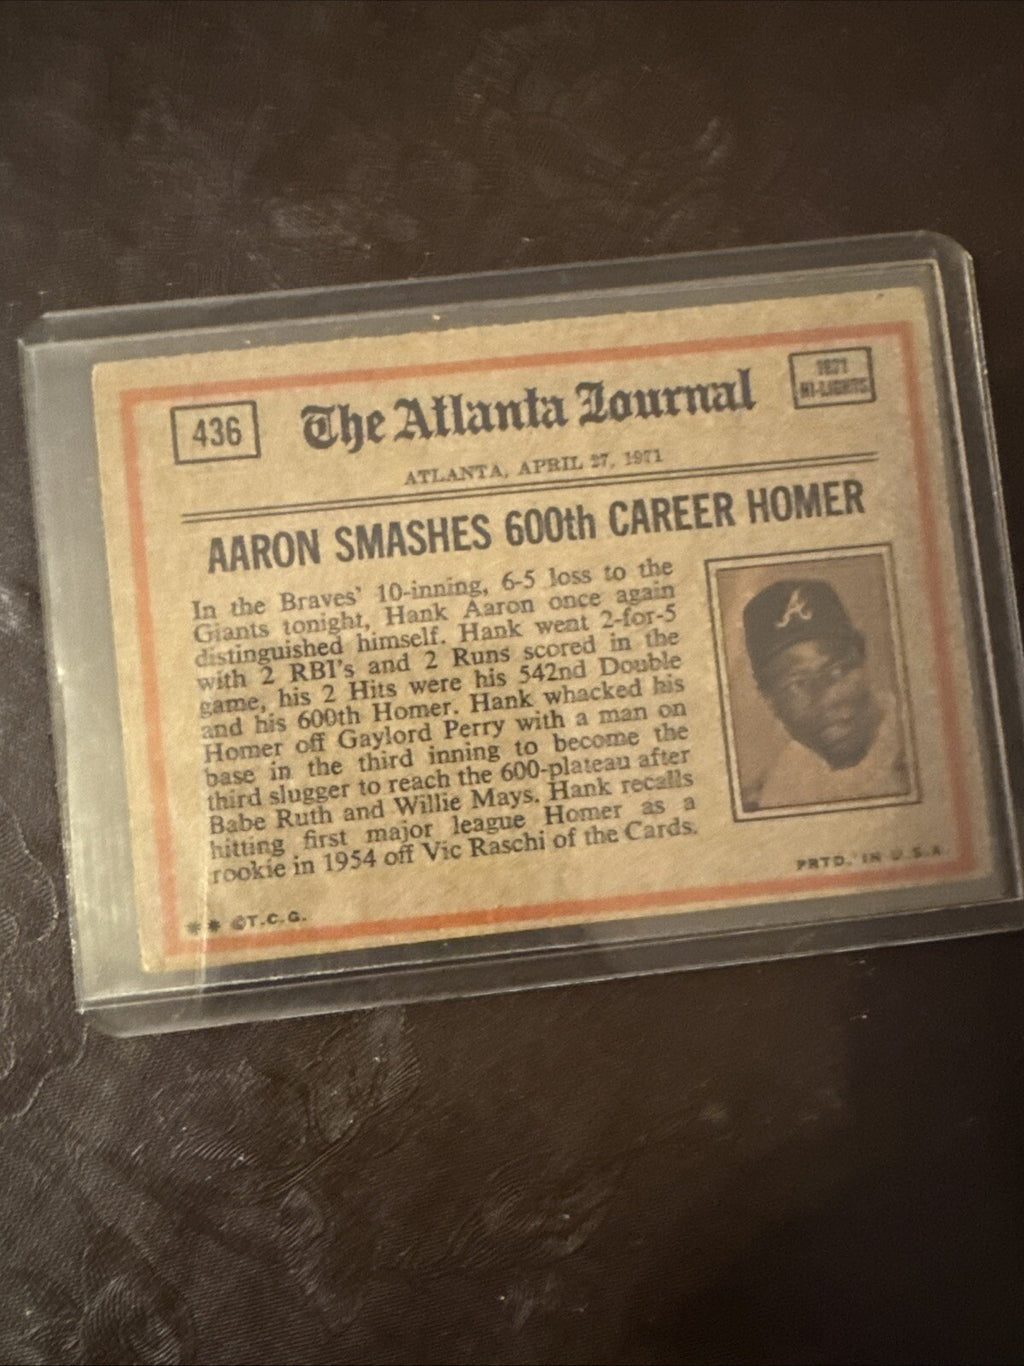 436
The Atlanta Journal
1971
HI-LIGHTS
ATLANTA, APRIL 27, 1971
AARON SMASHES 600th CAREER HOMER
In the Braves' 10-inning, 6-5 loss to the
Giants tonight, Hank Aaron once again
distinguished himself. Hank went 2-for-5
with 2 RBI's and 2 Runs scored in the
game, his 2 Hits were his 542nd Double
and his 600th Homer. Hank whacked his
Homer off Gaylord Perry with a man on
base in the third inning to become the
third slugger to reach the 600-plateau after
Babe Ruth and Willie Mays. Hank recalls
hitting first major league Homer as a
rookie in 1954 off Vic Raschi of the Cards.
A
** ©T.C.G.
PRTD. IN U.S.A.